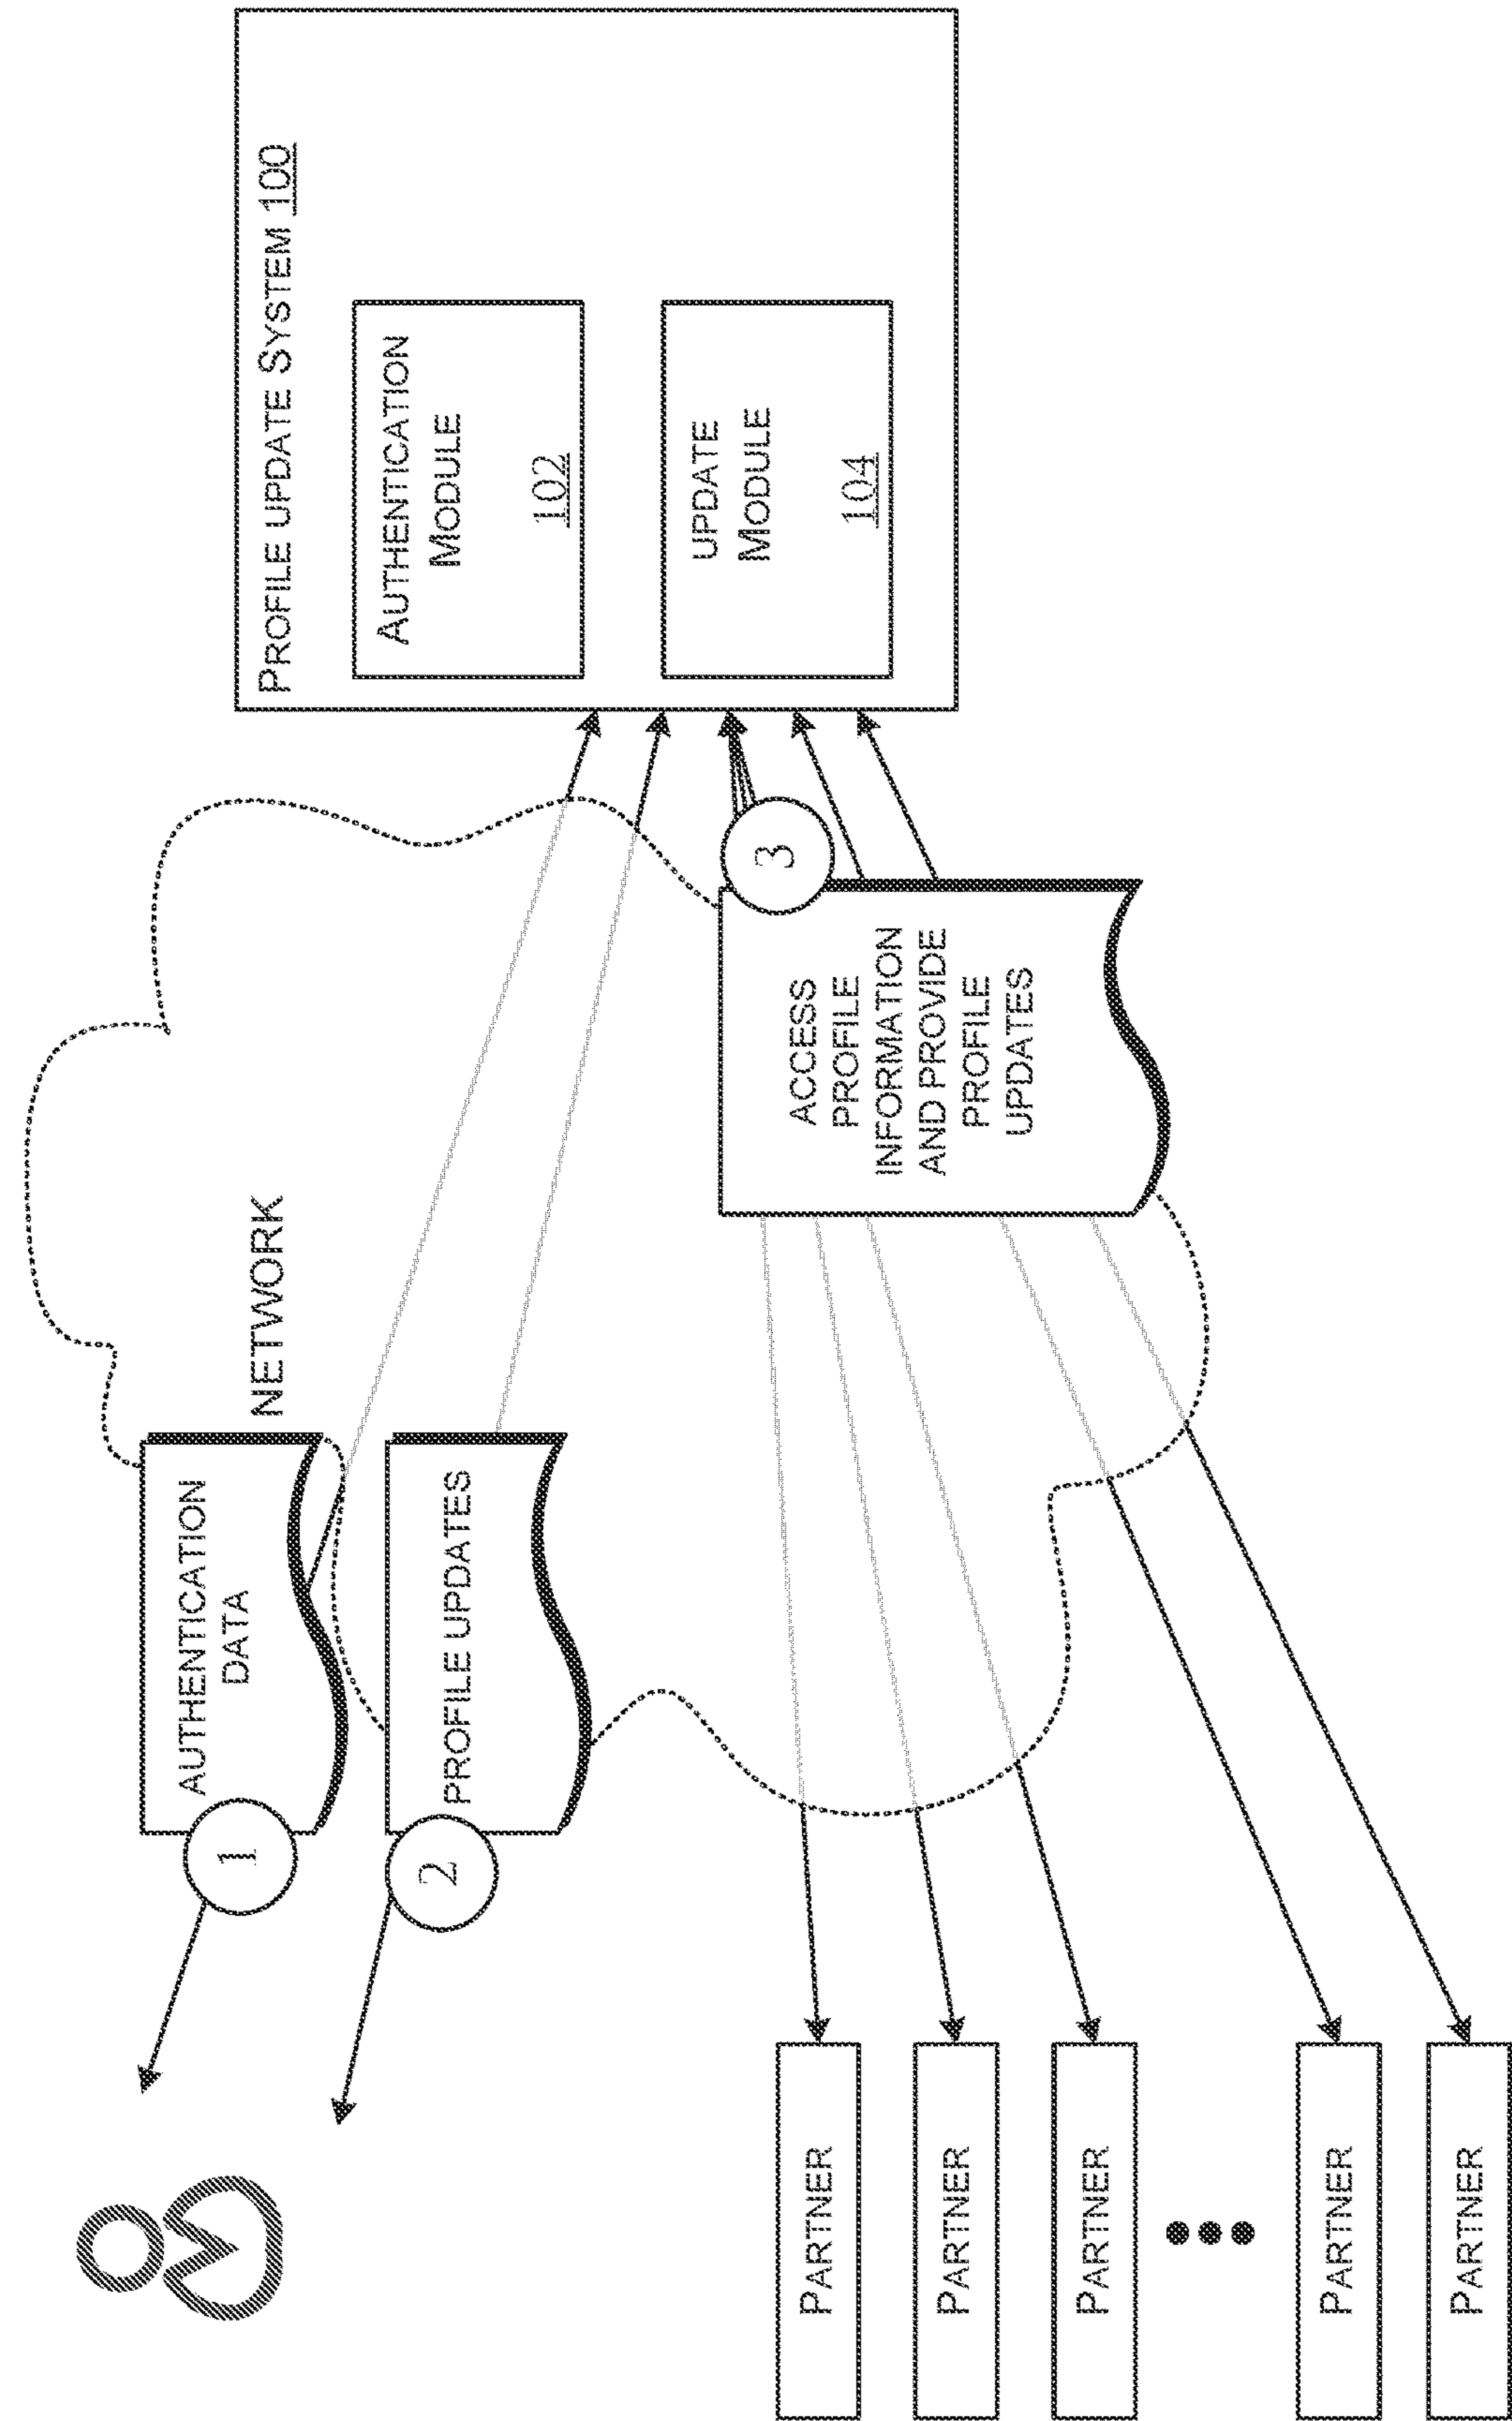 PROFILE UPDATE SYSTEM 100
AUTHENTICATION
MODULE
102
UPDATE
MODULE
104
NETWORK
AUTHENTICATION
DATA
1
PROFILE UPDATES
2
3
ACCESS
PROFILE
INFORMATION
AND PROVIDE
PROFILE
UPDATES
PARTNER
PARTNER
PARTNER
PARTNER
PARTNER